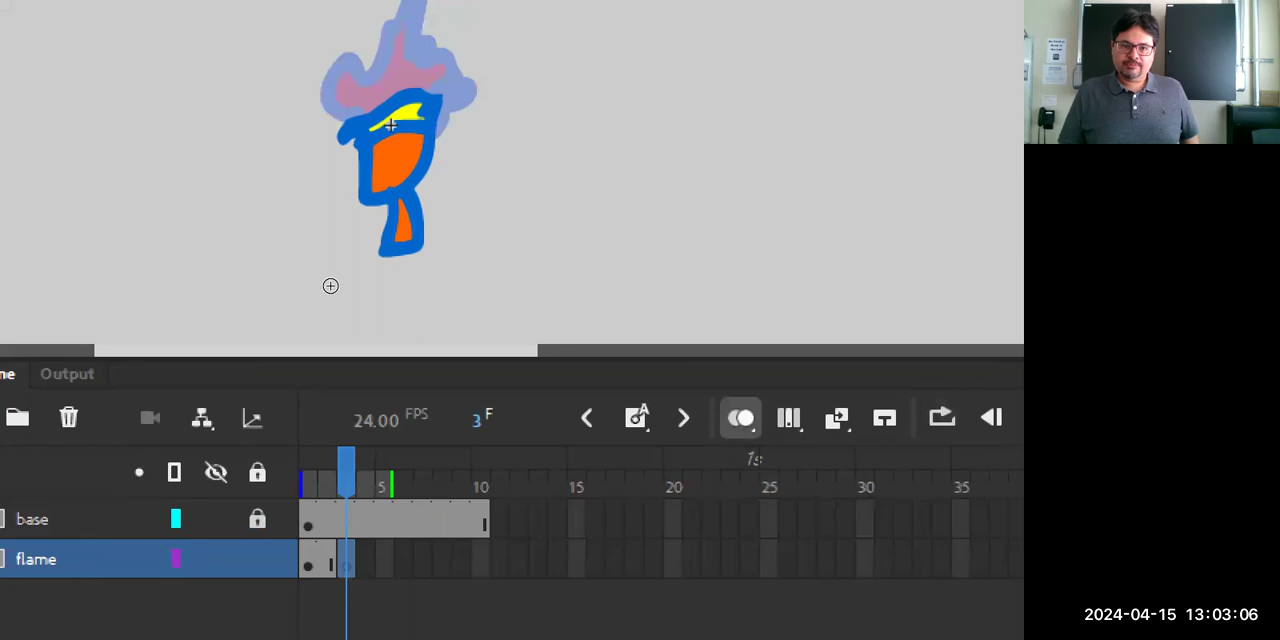 ne Output
24.00 FPS 3 F
1s
5 10 15 20 25 30 35
base
flame
2024-04-15 13:03:06